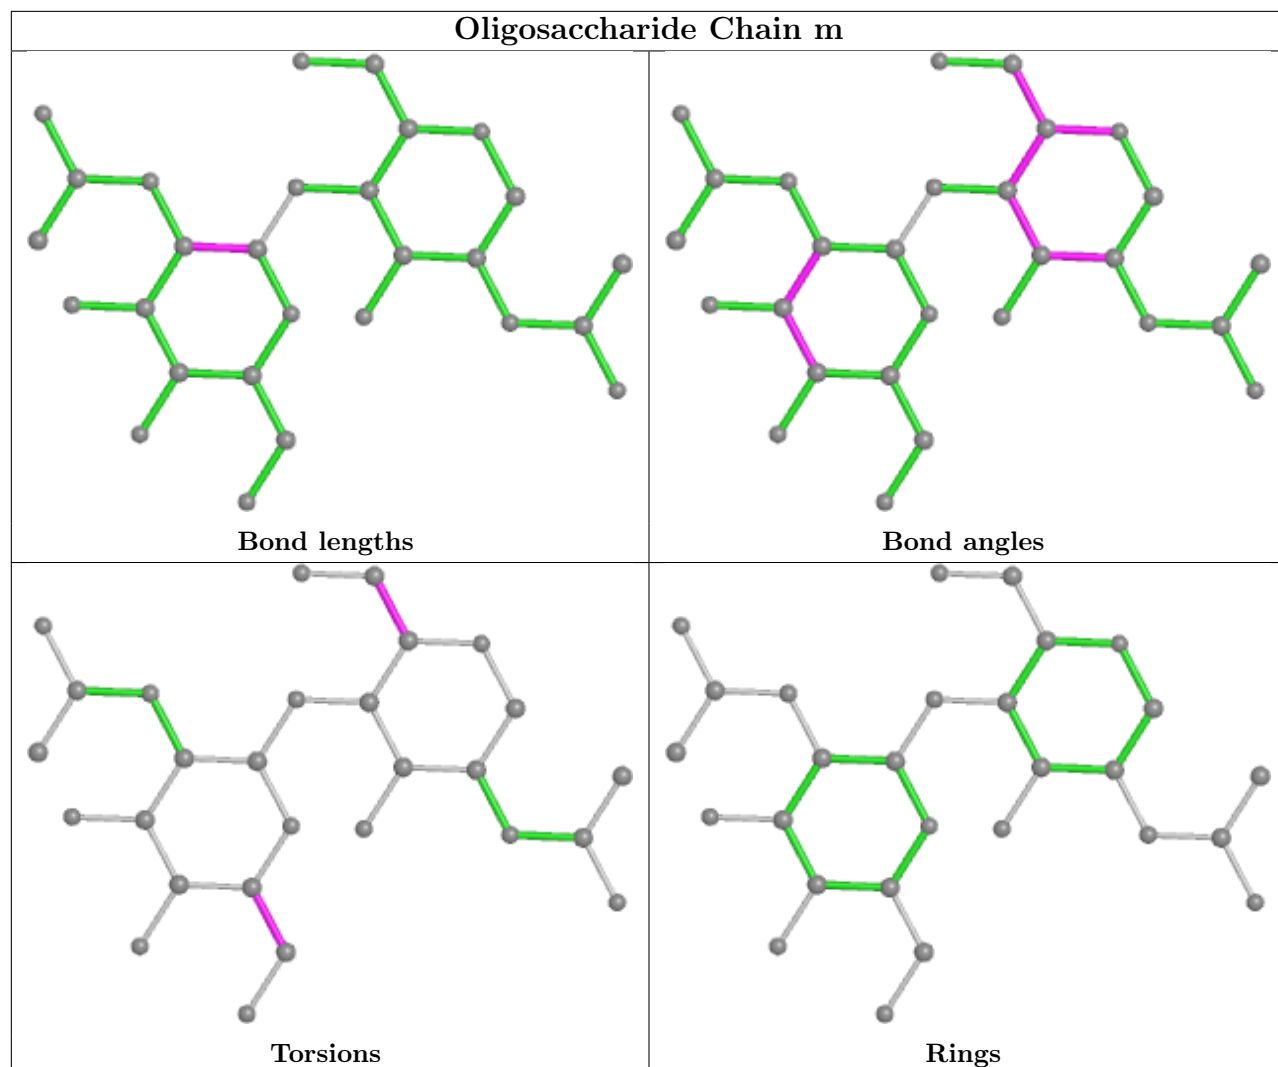 Oligosaccharide Chain m
Bond lengths
Bond angles
Torsions
Rings